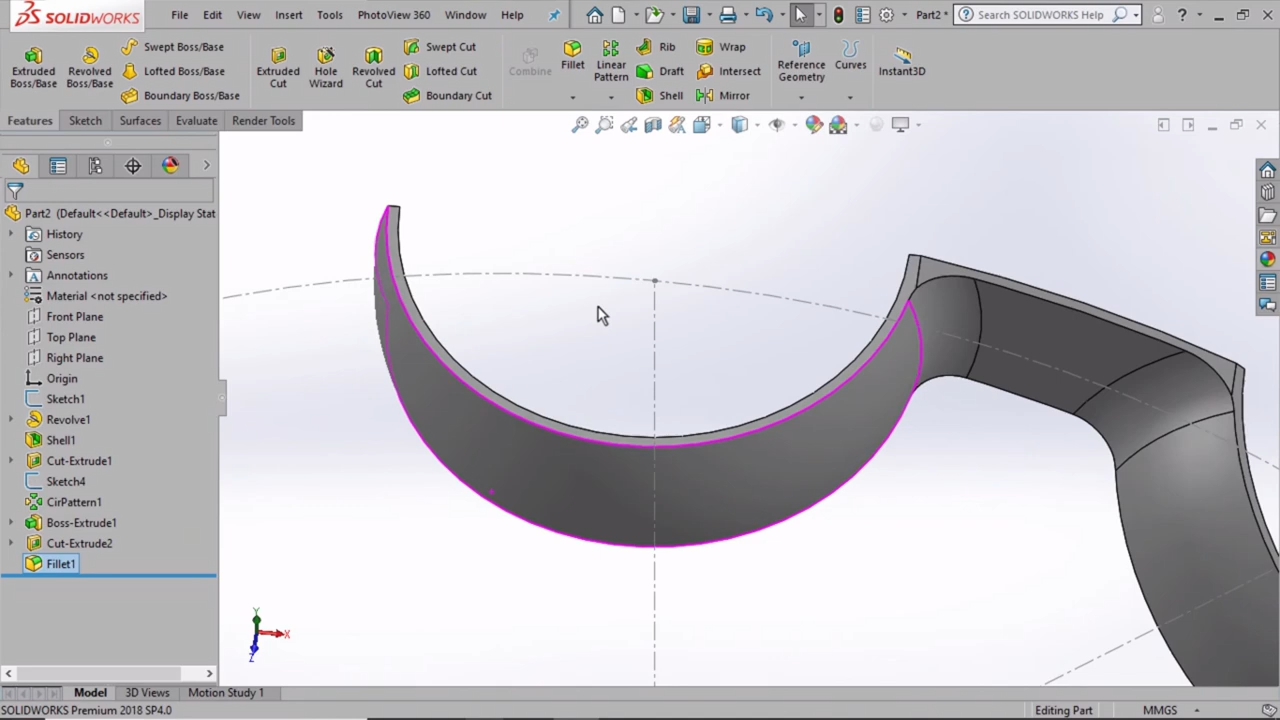 SOLIDWORKS File Edit View Insert Tools PhotoView 360 Window Help Part2 * Search SOLIDWORKS Help ?
Extruded Boss/Base
Revolved Boss/Base
Swept Boss/Base
Lofted Boss/Base
Boundary Boss/Base
Extruded Cut
Hole Wizard
Revolved Cut
Swept Cut
Lofted Cut
Boundary Cut
Combine
Fillet
Linear Pattern
Rib
Draft
Shell
Wrap
Intersect
Mirror
Reference Geometry
Curves
Instant3D
Features Sketch Surfaces Evaluate Render Tools
Part2 (Default<<Default>_Display Stat
History
Sensors
Annotations
Material <not specified>
Front Plane
Top Plane
Right Plane
Origin
Sketch1
Revolve1
Shell1
Cut-Extrude1
Sketch4
CirPattern1
Boss-Extrude1
Cut-Extrude2
Fillet1
Y
X
Z
Model 3D Views Motion Study 1
SOLIDWORKS Premium 2018 SP4.0 Editing Part MMGS